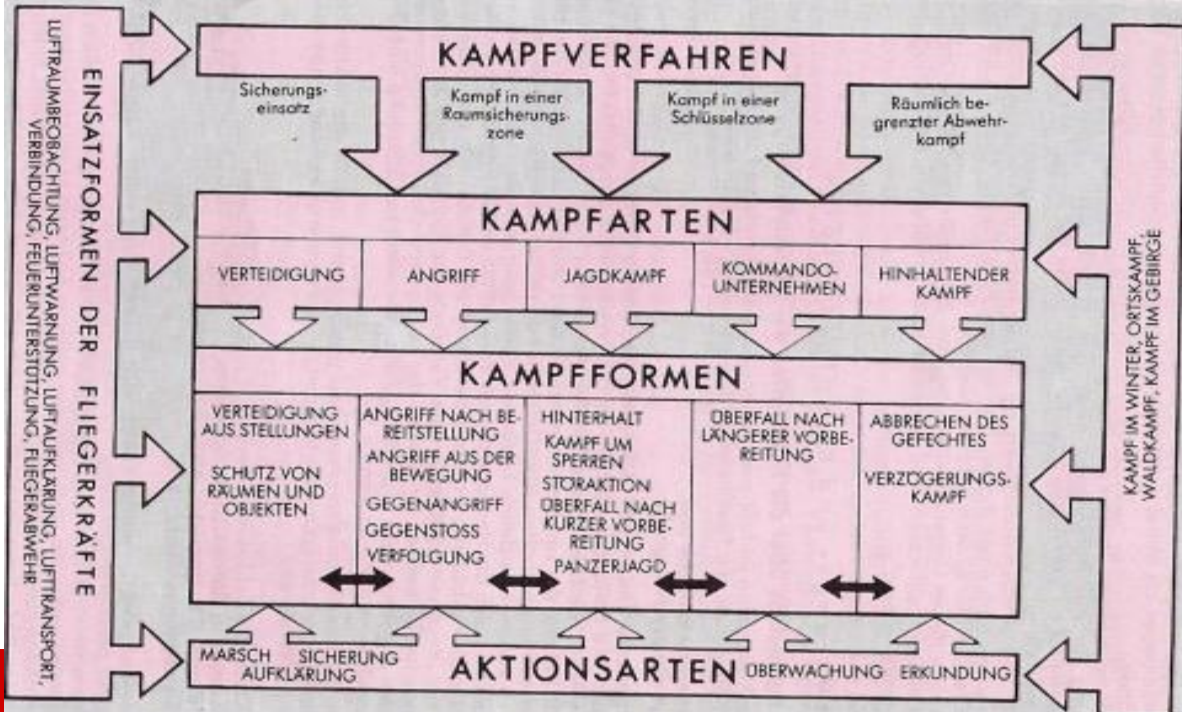 EINSATZFORMEN DER FLIEGERKRÄFTE
LUFTRAUMBEOBACHTUNG, LUFTWARNUNG, LUFTAUFKLÄRUNG, LUFTTRANSPORT,
VERBINDUNG, FEUERUNTERSTÜTZUNG, FLIEGERABWEHR
KAMPFVERFAHREN
Sicherungs-
einsatz
Kampf in einer
Raumsicherungs-
zone
Kampf in einer
Schlüsselzone
Räumlich be-
grenzter Abwehr-
kampf
KAMPFARTEN
VERTEIDIGUNG
ANGRIFF
JAGDKAMPF
KOMMANDO-
UNTERNEHMEN
HINHALTENDER
KAMPF
KAMPFFORMEN
VERTEIDIGUNG
AUS STELLUNGEN
SCHUTZ VON
RÄUMEN UND
OBJEKTEN
ANGRIFF NACH BE-
REITSTELLUNG
ANGRIFF AUS DER
BEWEGUNG
GEGENANGRIFF
GEGENSTOSS
VERFOLGUNG
HINTERHALT
KAMPF UM
SPERREN
STÖRAKTION
ÜBERFALL NACH
KURZER VORBE-
REITUNG
PANZERJAGD
ÜBERFALL NACH
LÄNGERER VORBE-
REITUNG
ABBRECHEN DES
GEFECHTES
VERZÖGERUNGS-
KAMPF
MARSCH SICHERUNG
AUFKLÄRUNG
AKTIONSARTEN
ÜBERWACHUNG ERKUNDUNG
KAMPF IM WINTER, ORTSKAMPF,
WALDKAMPF, KAMPF IM GEBIRGE